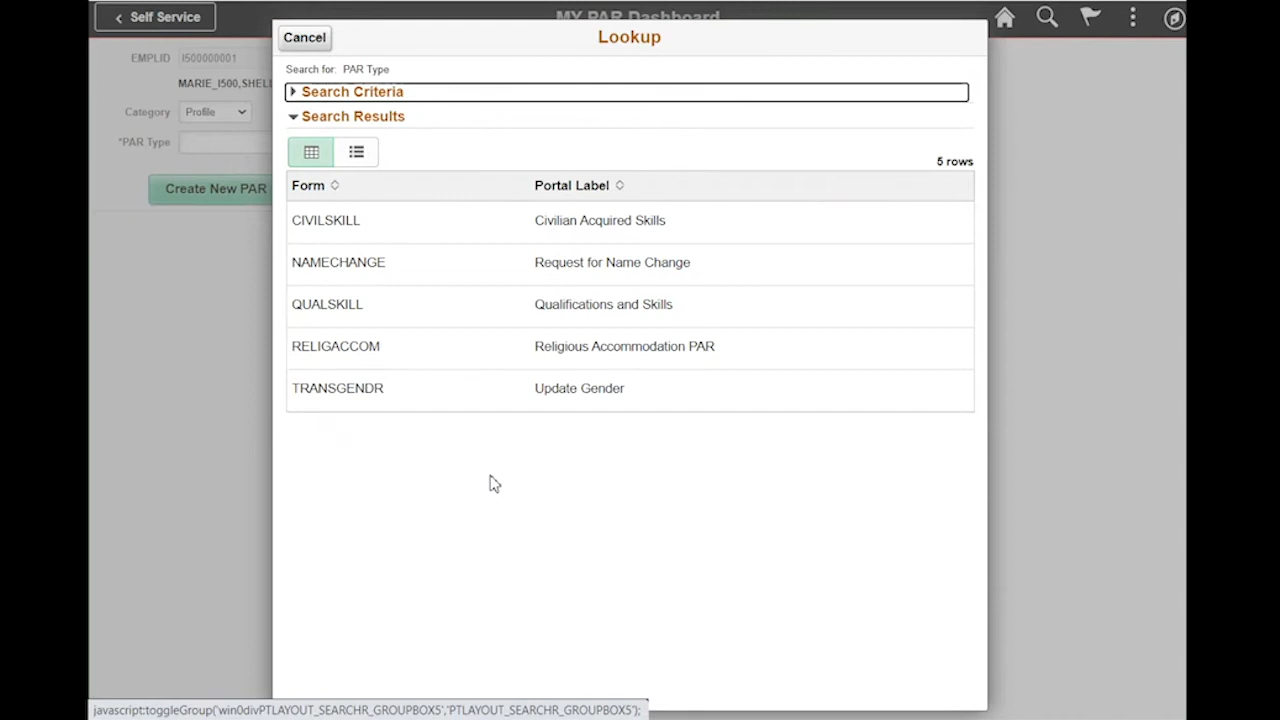 Self Service
MY PAR Dashboard
EMPLID I500000001
MARIE_I500,SHELL
Category Profile
*PAR Type
Create New PAR
Cancel
Lookup
Search for: PAR Type
Search Criteria
Search Results
5 rows
Form Portal Label
CIVILSKILL Civilian Acquired Skills
NAMECHANGE Request for Name Change
QUALSKILL Qualifications and Skills
RELIGACCOM Religious Accommodation PAR
TRANSGENDR Update Gender
javascript:toggleGroup('win0divPTLAYOUT_SEARCHR_GROUPBOX5','PTLAYOUT_SEARCHR_GROUPBOX5');